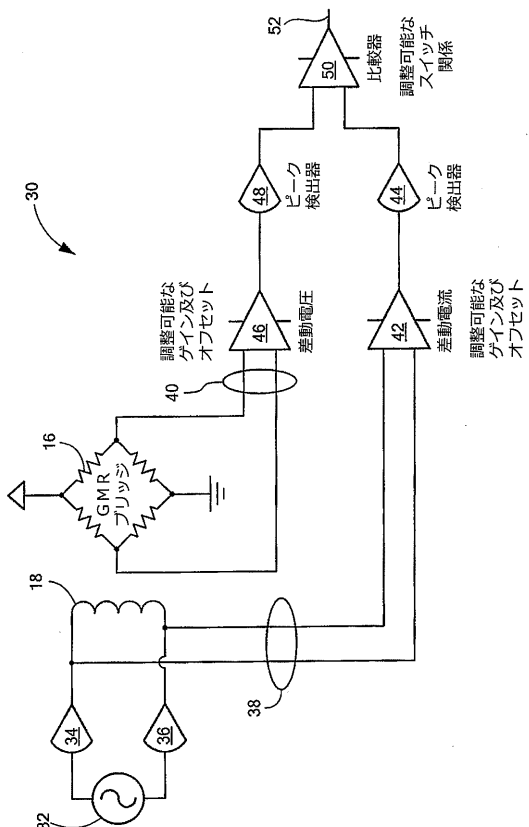 30
32
34
36
18
38
16
GMR
ブリッジ
40
調整可能な
ゲイン及び
オフセット
46
差動電圧
42
差動電流
調整可能な
ゲイン及び
オフセット
48
ピーク
検出器
44
ピーク
検出器
50
52
比較器
調整可能な
スイッチ
関係